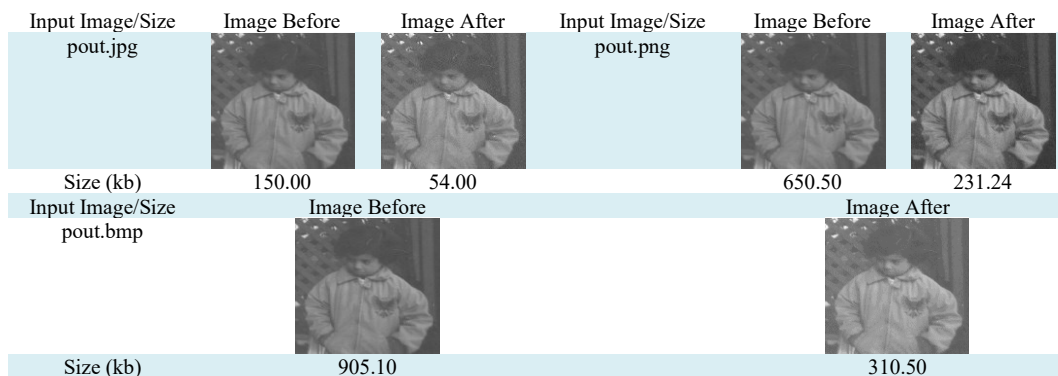 Input Image/Size Image Before Image After Input Image/Size Image Before Image After
pout.jpg pout.png
Size (kb) 150.00 54.00 650.50 231.24
Input Image/Size Image Before Image After
pout.bmp
Size (kb) 905.10 310.50